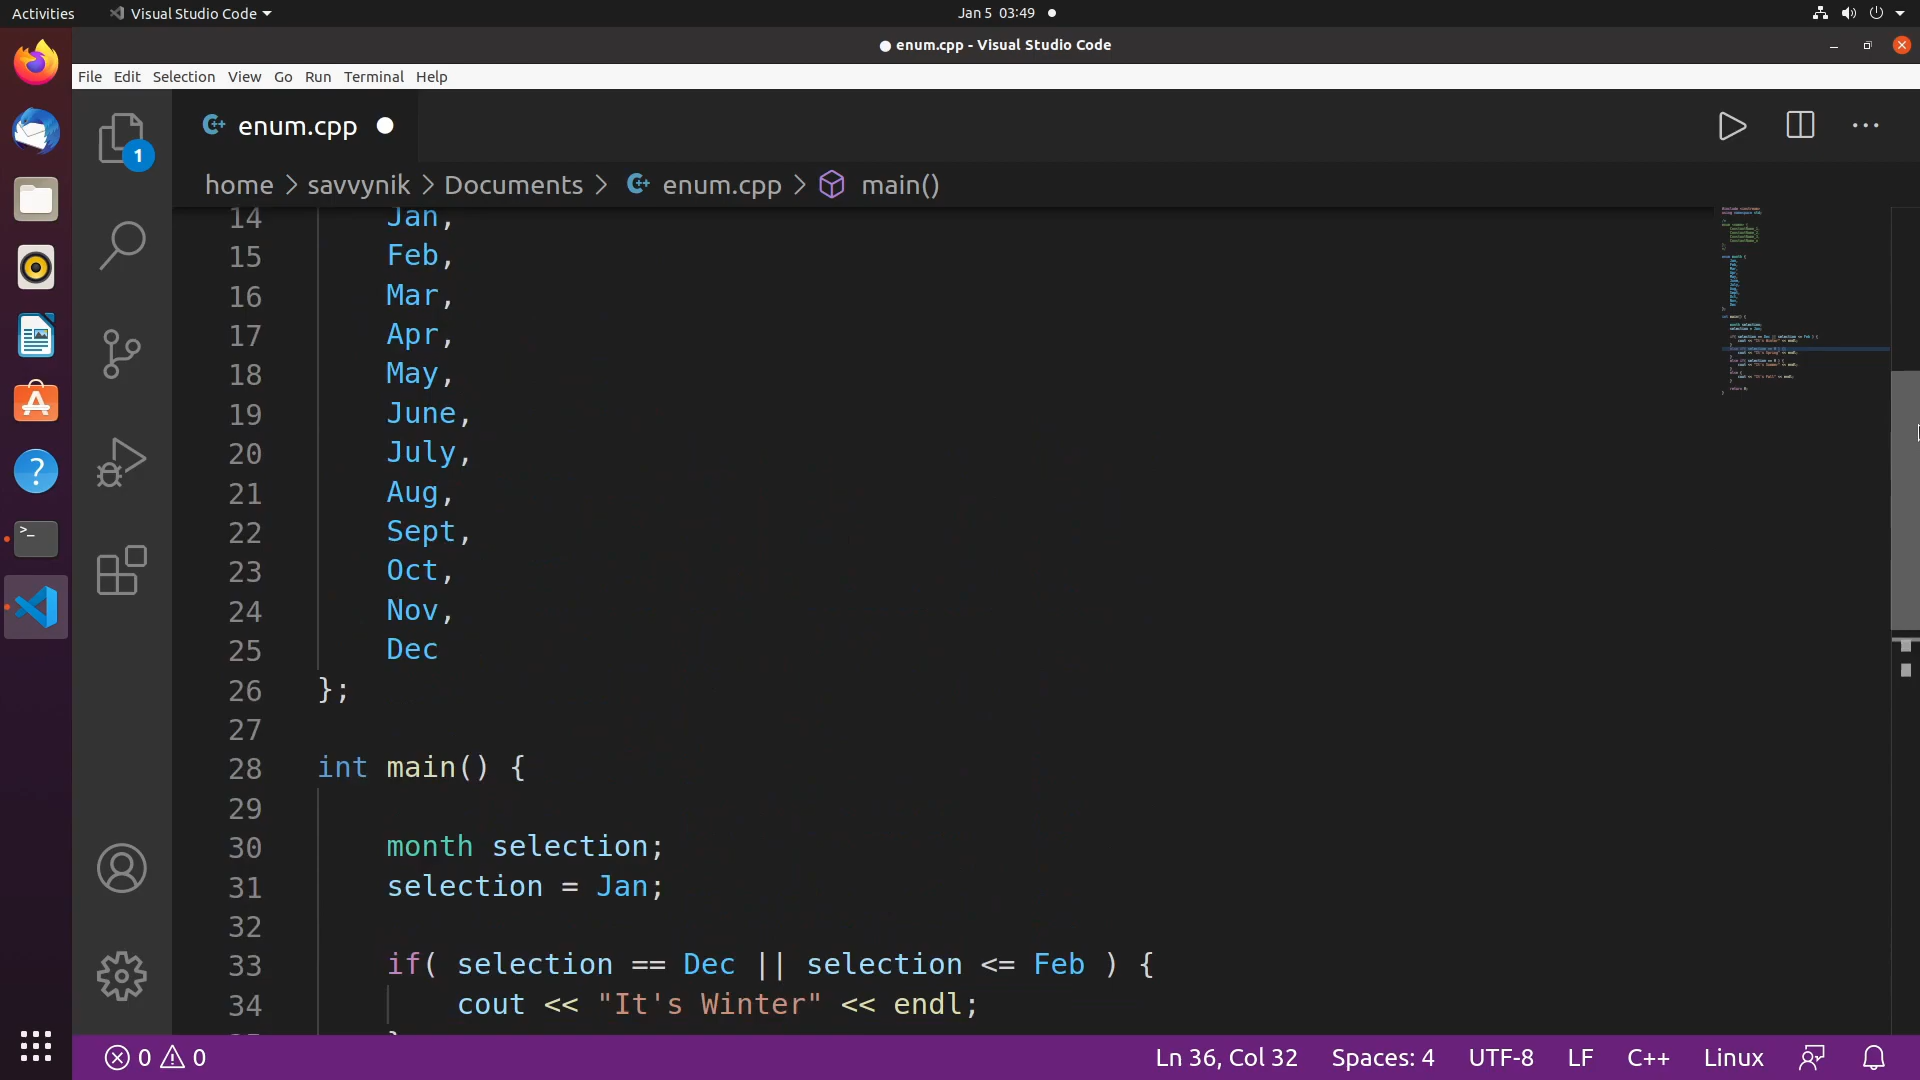 Activities Visual Studio Code Jan 5 03:49
enum.cpp - Visual Studio Code
File Edit Selection View Go Run Terminal Help
enum.cpp
1
home > savvynik > Documents > enum.cpp > main()
14 Jan,
15 Feb,
16 Mar,
17 Apr,
18 May,
19 June,
20 July,
21 Aug,
22 Sept,
23 Oct,
24 Nov,
25 Dec
26 };
27
28 int main() {
29
30 month selection;
31 selection = Jan;
32
33 if( selection == Dec || selection <= Feb ) {
34 cout << "It's Winter" << endl;
0 0 Ln 36, Col 32 Spaces: 4 UTF-8 LF C++ Linux